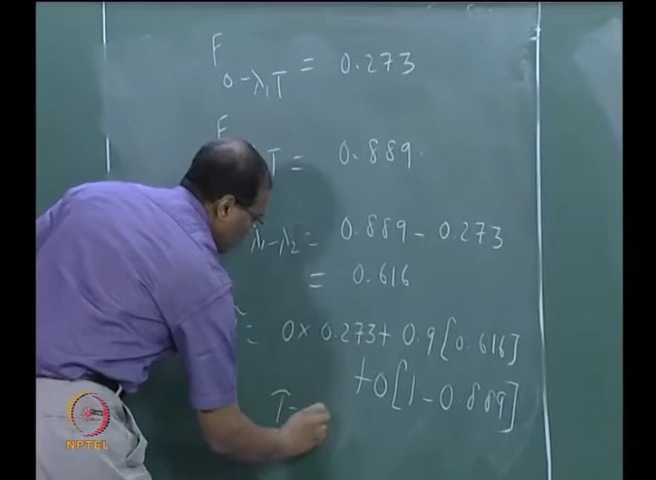 F 0-λ₁T = 0.273
F T = 0.889.
λ₁-λ₂ = 0.889 - 0.273
= 0.616
= 0 × 0.273 + 0.9[0.616]
+0[1-0.889]
τ =
NPTEL